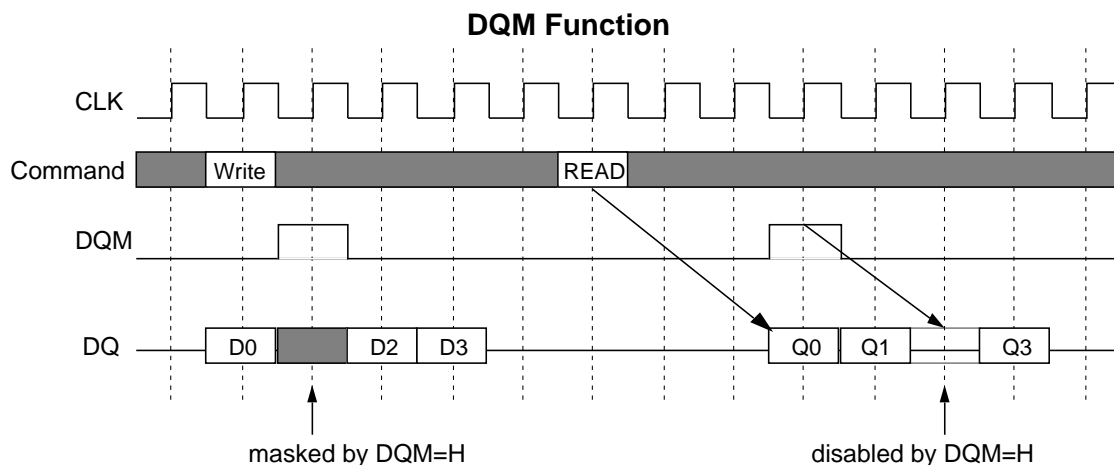 DQM Function
CLK
Command Write READ
DQM
DQ D0 D2 D3 Q0 Q1 Q3
masked by DQM=H disabled by DQM=H